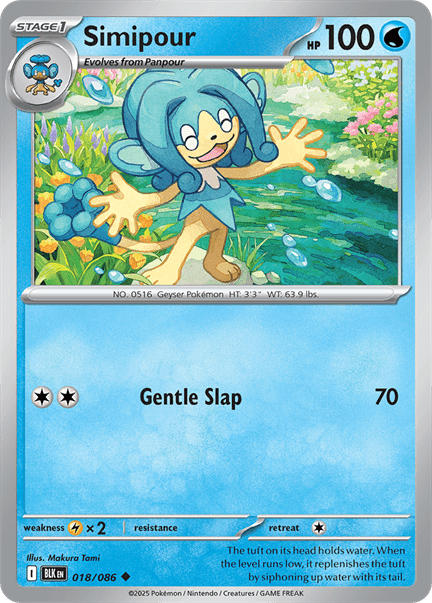 STAGE 1
Simipour
HP 100
Evolves from Panpour
NO. 0516 Geyser Pokémon HT: 3'3" WT: 63.9 lbs.
Gentle Slap 70
weakness ×2 resistance retreat
Illus. Makura Tami
The tuft on its head holds water. When
the level runs low, it replenishes the tuft
by siphoning up water with its tail.
I BLK EN 018/086
©2025 Pokémon / Nintendo / Creatures / GAME FREAK